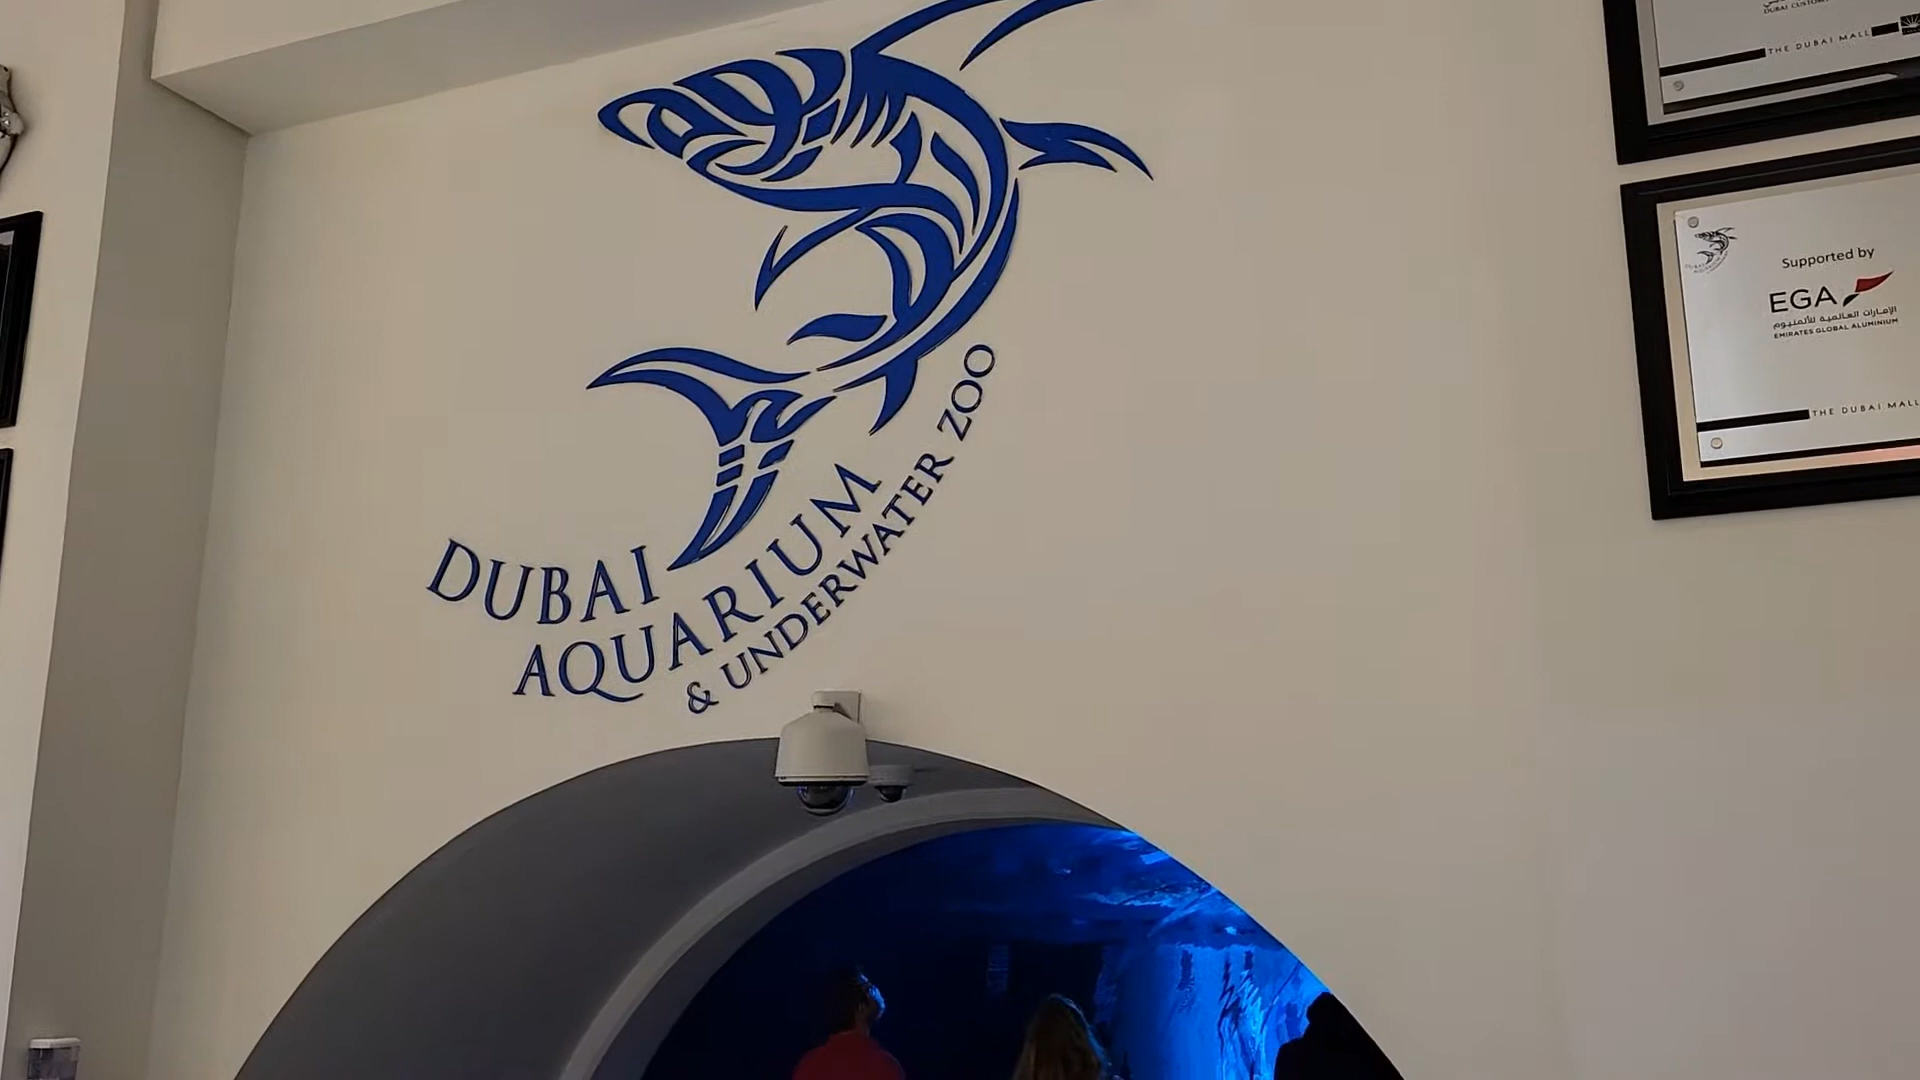 DUBAI
AQUARIUM
& UNDERWATER ZOO
THE DUBAI MALL
Supported by
EGA
الإمارات العالمية للألمنيوم
EMIRATES GLOBAL ALUMINIUM
THE DUBAI MALL